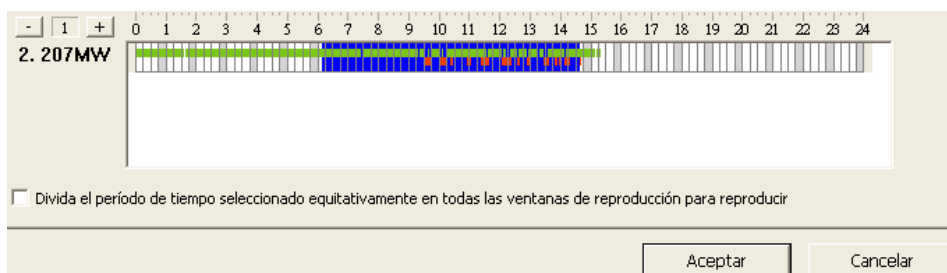 - 1 + 0 1 2 3 4 5 6 7 8 9 10 11 12 13 14 15 16 17 18 19 20 21 22 23 24
2. 207MW
Divida el período de tiempo seleccionado equitativamente en todas las ventanas de reproducción para reproducir
Aceptar Cancelar